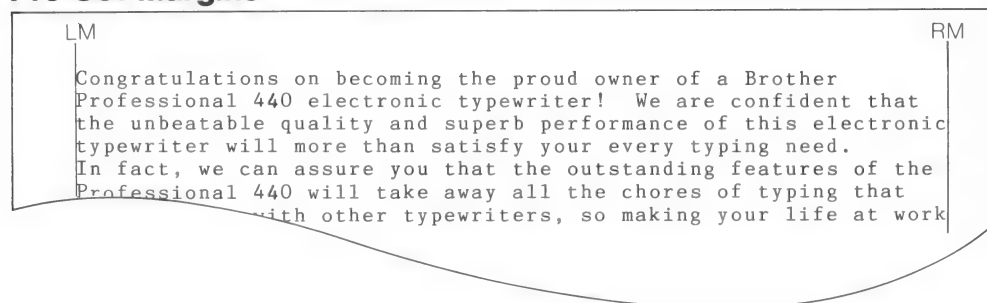 LM RM
Congratulations on becoming the proud owner of a Brother
Professional 440 electronic typewriter! We are confident that
the unbeatable quality and superb performance of this electronic
typewriter will more than satisfy your every typing need.
In fact, we can assure you that the outstanding features of the
Professional 440 will take away all the chores of typing that
with other typewriters, so making your life at work